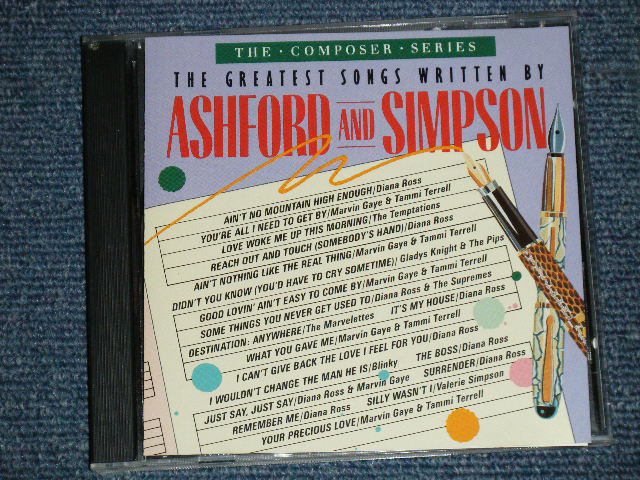 THE · COMPOSER · SERIES
THE GREATEST SONGS WRITTEN BY
ASHFORD AND SIMPSON
AIN'T NO MOUNTAIN HIGH ENOUGH/Diana Ross
YOU'RE ALL I NEED TO GET BY/Marvin Gaye & Tammi Terrell
LOVE WOKE ME UP THIS MORNING/The Temptations
REACH OUT AND TOUCH (SOMEBODY'S HAND)/Diana Ross
AIN'T NOTHING LIKE THE REAL THING/Marvin Gaye & Tammi Terrell
DIDN'T YOU KNOW (YOU'D HAVE TO CRY SOMETIME)/Gladys Knight & The Pips
GOOD LOVIN' AIN'T EASY TO COME BY/Marvin Gaye & Tammi Terrell
SOME THINGS YOU NEVER GET USED TO/Diana Ross & The Supremes
DESTINATION: ANYWHERE/The Marvelettes IT'S MY HOUSE/Diana Ross
WHAT YOU GAVE ME/Marvin Gaye & Tammi Terrell
I CAN'T GIVE BACK THE LOVE I FEEL FOR YOU/Diana Ross
I WOULDN'T CHANGE THE MAN HE IS/Blinky THE BOSS/Diana Ross
JUST SAY, JUST SAY/Diana Ross & Marvin Gaye SURRENDER/Diana Ross
REMEMBER ME/Diana Ross SILLY WASN'T I/Valerie Simpson
YOUR PRECIOUS LOVE/Marvin Gaye & Tammi Terrell